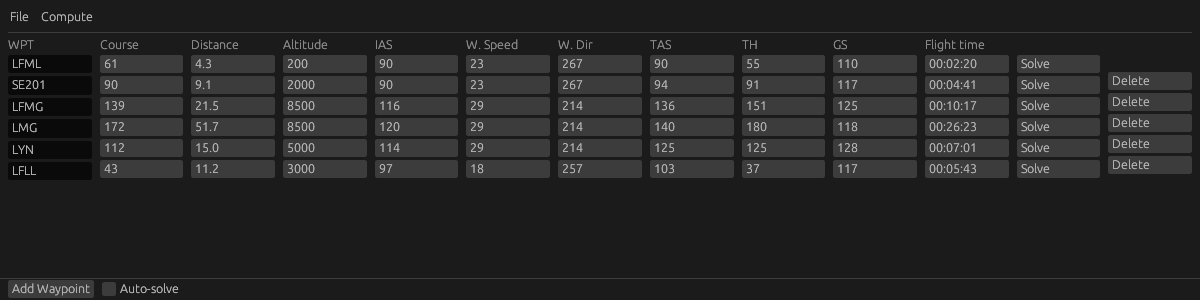 File Compute
WPT Course Distance Altitude IAS W. Speed W. Dir TAS TH GS Flight time
LFML 61 4.3 200 90 23 267 90 55 110 00:02:20 Solve
SE201 90 9.1 2000 90 23 267 94 91 117 00:04:41 Solve Delete
LFMG 139 21.5 8500 116 29 214 136 151 125 00:10:17 Solve Delete
LMG 172 51.7 8500 120 29 214 140 180 118 00:26:23 Solve Delete
LYN 112 15.0 5000 114 29 214 125 125 128 00:07:01 Solve Delete
LFLL 43 11.2 3000 97 18 257 103 37 117 00:05:43 Solve Delete
Add Waypoint Auto-solve